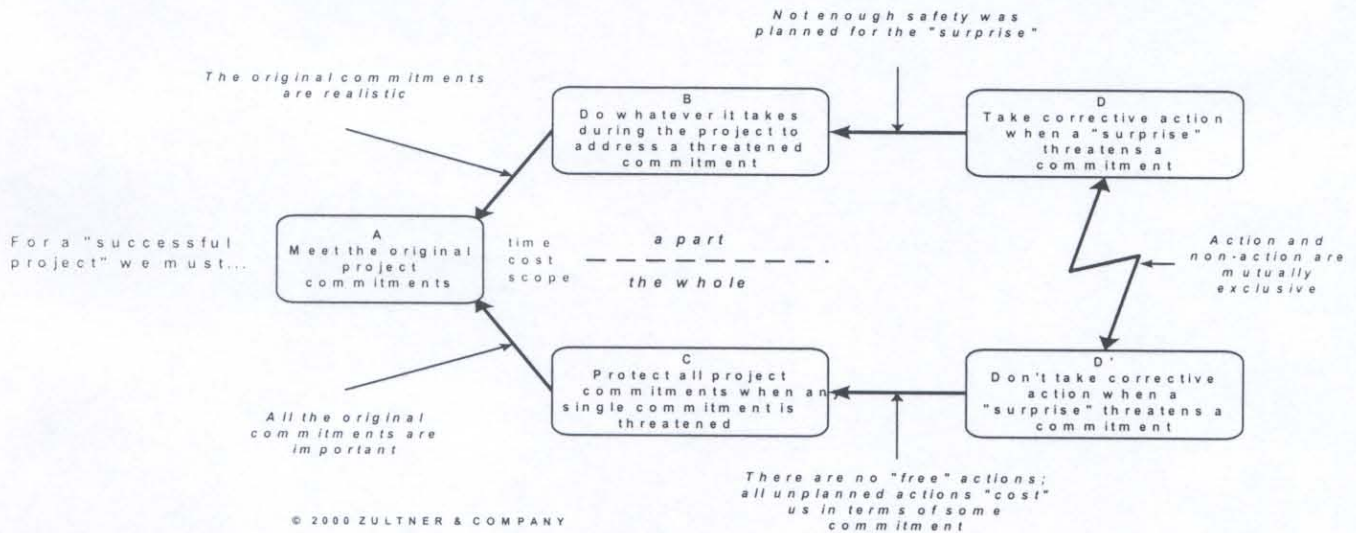 Not enough safety was
planned for the "surprise"
The original commitments
are realistic
B
Do whatever it takes
during the project to
address a threatened
commitment
D
Take corrective action
when a "surprise"
threatens a
commitment
For a "successful
project" we must...
A
Meet the original
project
commitments
time
cost
scope
a part
the whole
Action and
non-action are
mutually
exclusive
C
Protect all project
commitments when an
single commitment is
threatened
D'
Don't take corrective
action when a
"surprise" threatens a
commitment
All the original
commitments are
important
There are no "free" actions;
all unplanned actions "cost"
us in terms of some
commitment
© 2000 ZULTNER & COMPANY